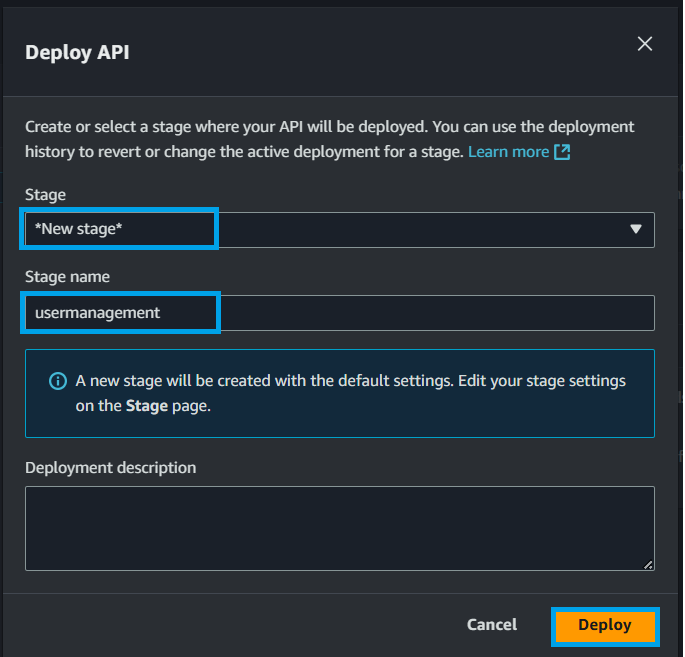 Deploy API
Create or select a stage where your API will be deployed. You can use the deployment
history to revert or change the active deployment for a stage. Learn more
Stage
*New stage*
Stage name
usermanagement
A new stage will be created with the default settings. Edit your stage settings
on the Stage page.
Deployment description
Cancel
Deploy